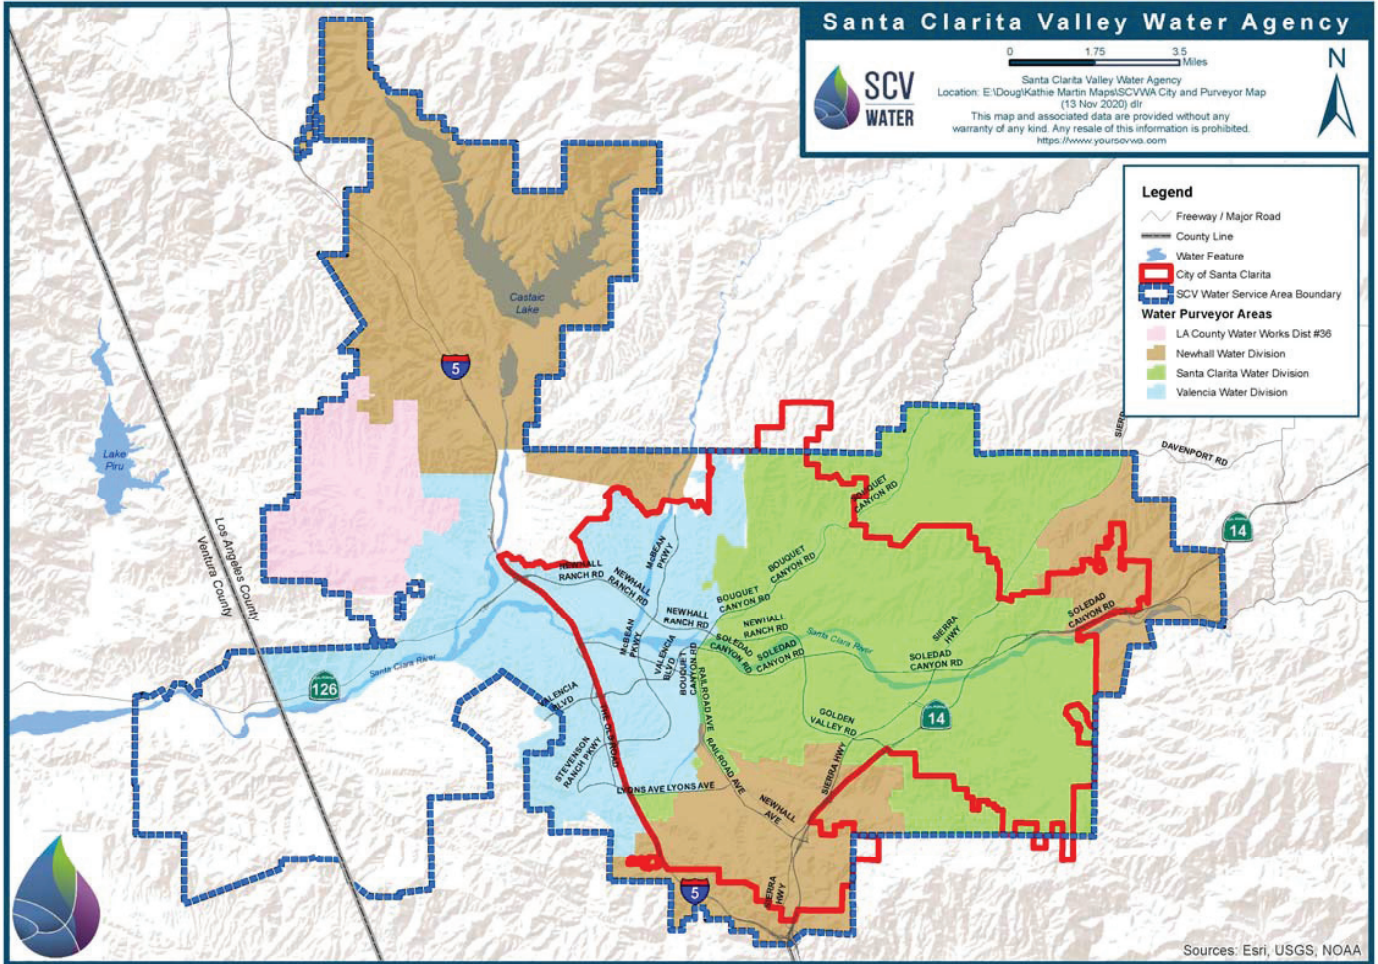 Santa Clarita Valley Water Agency
0 1.75 3.5
Miles
N
SCV
WATER
Santa Clarita Valley Water Agency
Location: E:\Doug\Kathie Martin Maps\SCVWA City and Purveyor Map
(13 Nov 2020) dlr
This map and associated data are provided without any
warranty of any kind. Any resale of this information is prohibited.
https://www.yourscvwa.com
Legend
Freeway / Major Road
County Line
Water Feature
City of Santa Clarita
SCV Water Service Area Boundary
Water Purveyor Areas
LA County Water Works Dist #36
Newhall Water Division
Santa Clarita Water Division
Valencia Water Division
Castaic
Lake
5
Lake
Piru
Los Angeles County
Ventura County
SIER
DAVENPORT RD
14
BOUQUET
CANYON RD
McBEAN
PKWY
NEWHALL
RANCH RD
NEWHALL
RANCH RD
BOUQUET
CANYON RD
BOUQUET
CANYON RD
NEWHALL
RANCH RD
NEWHALL
RANCH RD
SOLEDAD
CANYON RD
SIERRA
HWY
McBEAN
PKWY
VALENCIA
BLVD
BOUQUET
CANYON RD
SOLEDAD
CANYON RD
SOLEDAD
CANYON RD
Santa Clara River
SOLEDAD
CANYON RD
Santa Clara River
126
VALENCIA
BLVD
THE OLD ROAD
RAILROAD AVE
RAILROAD AVE
GOLDEN
VALLEY RD
14
STEVENSON
RANCH PKWY
SIERRA HWY
LYONS AVE LYONS AVE
NEWHALL
AVE
5
SIERRA
HWY
Sources: Esri, USGS, NOAA